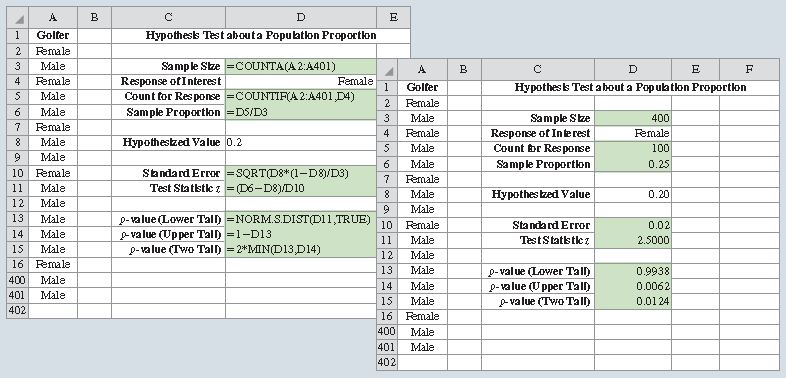 A B C D E
1 Golfer Hypothesis Test about a Population Proportion
2 Female
3 Male Sample Size =COUNTA(A2:A401)
4 Female Response of Interest Female
5 Male Count for Response =COUNTIF(A2:A401,D4)
6 Male Sample Proportion =D5/D3
7 Female
8 Male Hypothesized Value 0.2
9 Male
10 Female Standard Error =SQRT(D8*(1−D8)/D3)
11 Male Test Statistic z =(D6−D8)/D10
12 Male
13 Male p-value (Lower Tail) =NORM.S.DIST(D11,TRUE)
14 Male p-value (Upper Tail) =1−D13
15 Male p-value (Two Tail) =2*MIN(D13,D14)
16 Female
400 Male
401 Male
402
A B C D E F
1 Golfer Hypothesis Test about a Population Proportion
2 Female
3 Male Sample Size 400
4 Female Response of Interest Female
5 Male Count for Response 100
6 Male Sample Proportion 0.25
7 Female
8 Male Hypothesized Value 0.20
9 Male
10 Female Standard Error 0.02
11 Male Test Statistic z 2.5000
12 Male
13 Male p-value (Lower Tail) 0.9938
14 Male p-value (Upper Tail) 0.0062
15 Male p-value (Two Tail) 0.0124
16 Female
400 Male
401 Male
402